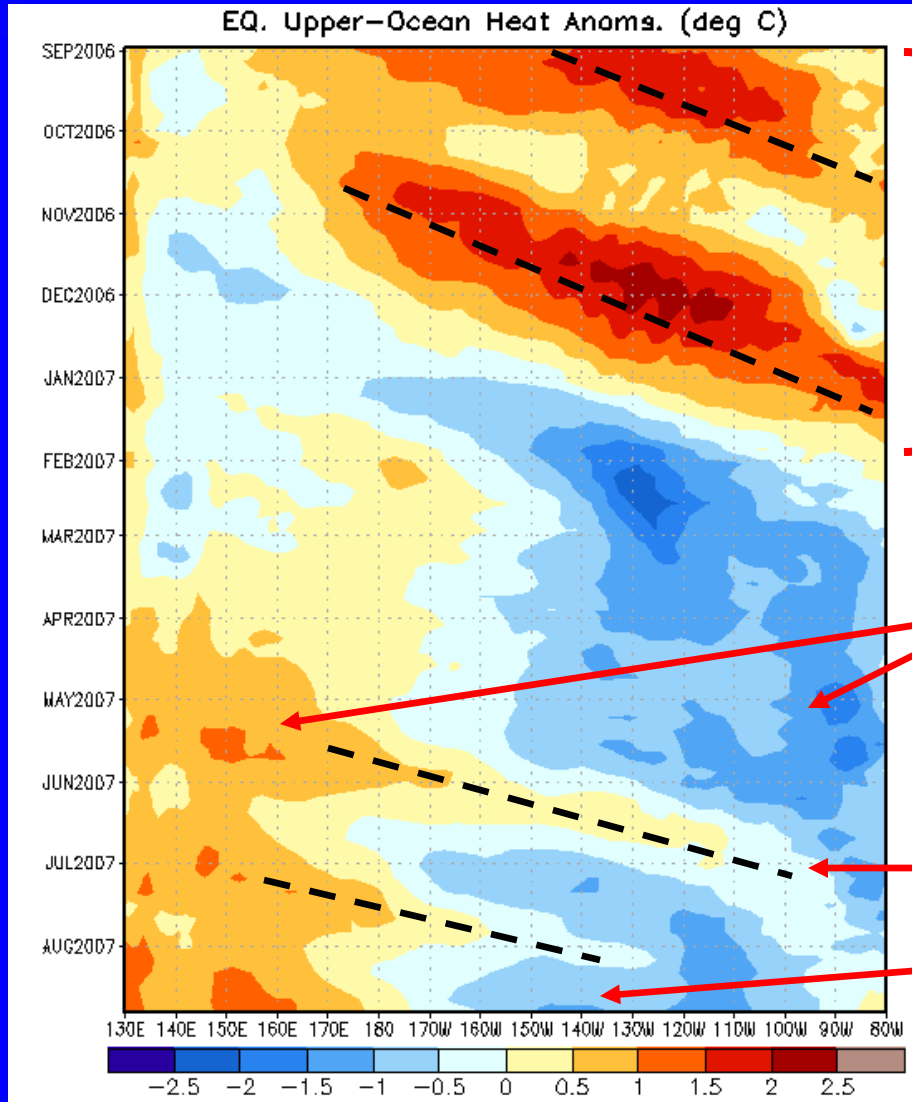 EQ. Upper-Ocean Heat Anoms. (deg C)
SEP2006
OCT2006
NOV2006
DEC2006
JAN2007
FEB2007
MAR2007
APR2007
MAY2007
JUN2007
JUL2007
AUG2007
130E 140E 150E 160E 170E 180 170W 160W 150W 140W 130W 120W 110W 100W 90W 80W
-2.5 -2 -1.5 -1 -0.5 0 0.5 1 1.5 2 2.5